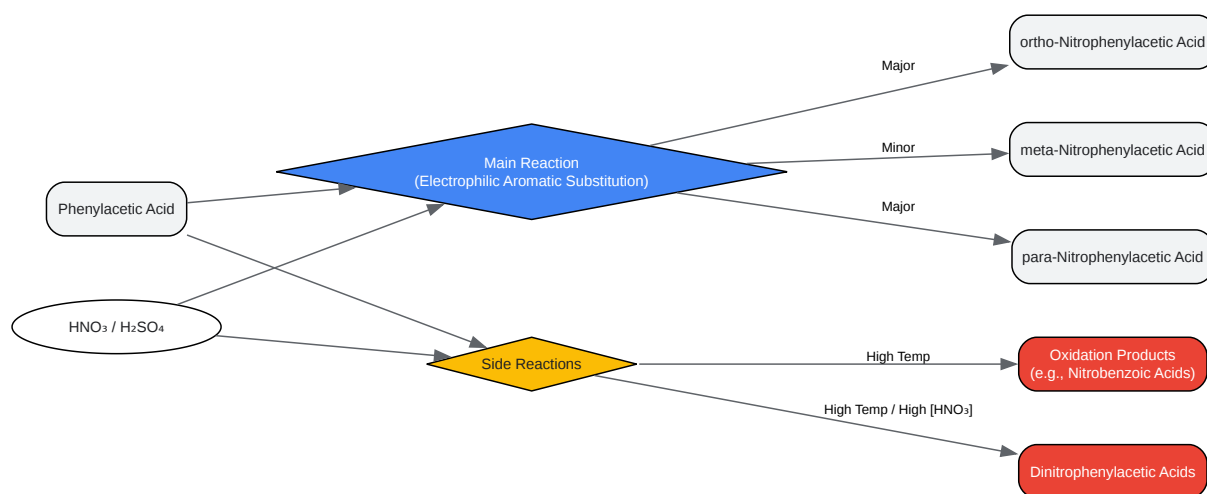 ortho-Nitrophenylacetic Acid
Major
Main Reaction
(Electrophilic Aromatic Substitution)
Minor
meta-Nitrophenylacetic Acid
Phenylacetic Acid
Major
para-Nitrophenylacetic Acid
HNO₃ / H₂SO₄
Side Reactions
High Temp
Oxidation Products
(e.g., Nitrobenzoic Acids)
High Temp / High [HNO₃]
Dinitrophenylacetic Acids